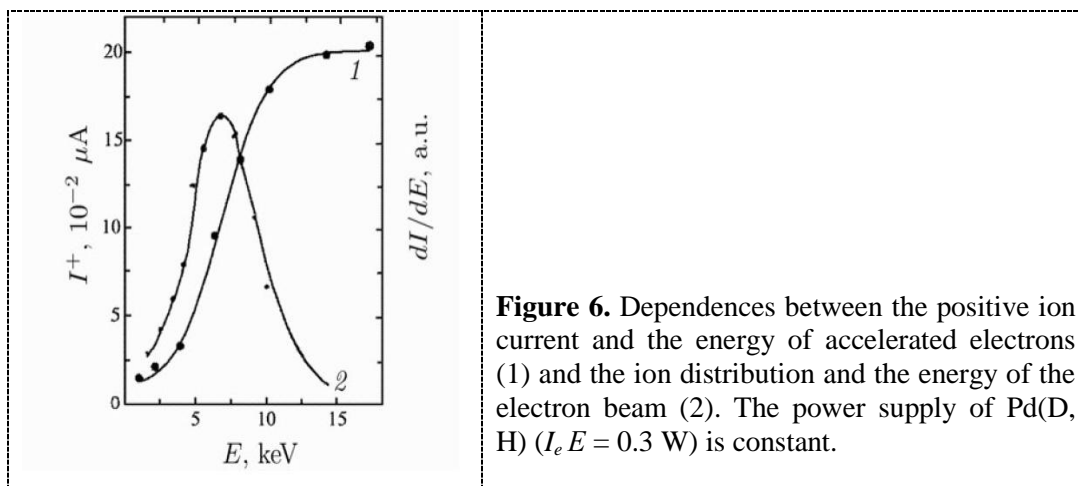 20
15
10
5
0
I⁺, 10⁻² μA
dI/dE, a.u.
1
2
5
10
15
E, keV
Figure 6. Dependences between the positive ion
current and the energy of accelerated electrons
(1) and the ion distribution and the energy of the
electron beam (2). The power supply of Pd(D,
H) (Iₑ E = 0.3 W) is constant.